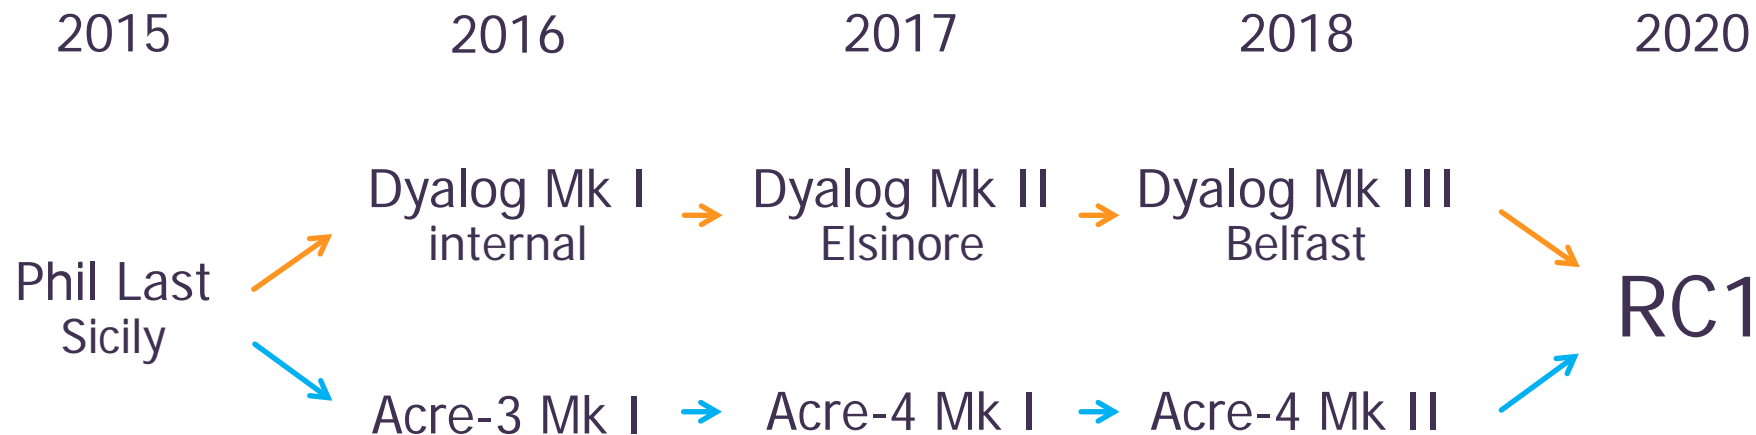 2015
2016
2017
2018
2020
Dyalog Mk I
internal
Dyalog Mk II
Elsinore
Dyalog Mk III
Belfast
Phil Last
Sicily
RC1
Acre-3 Mk I
Acre-4 Mk I
Acre-4 Mk II